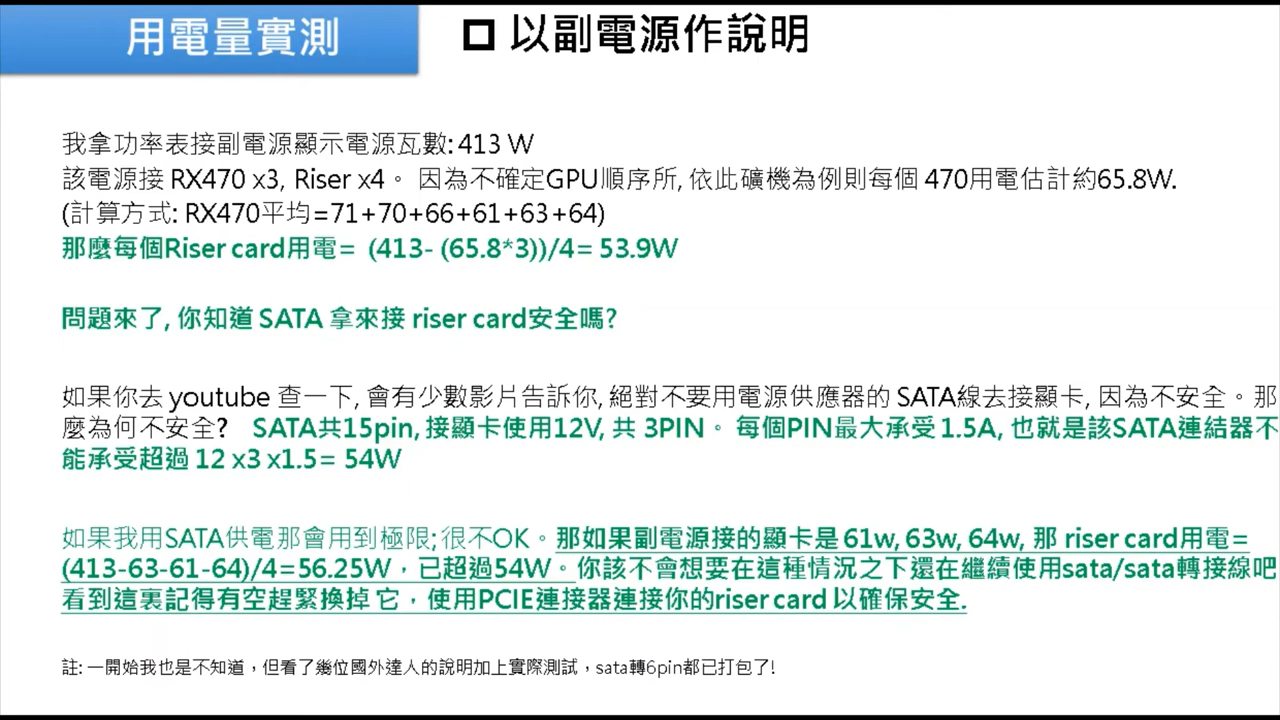 用電量實測
以副電源作說明
我拿功率表接副電源顯示電源瓦數: 413 W
該電源接 RX470 x3, Riser x4。 因為不確定GPU順序所, 依此礦機為例則每個 470用電估計約65.8W.
(計算方式: RX470平均=71+70+66+61+63+64)
那麼每個Riser card用電= (413- (65.8*3))/4= 53.9W
問題來了, 你知道 SATA 拿來接 riser card安全嗎?
如果你去 youtube 查一下, 會有少數影片告訴你, 絕對不要用電源供應器的 SATA線去接顯卡, 因為不安全。那
麼為何不安全? SATA共15pin, 接顯卡使用12V, 共 3PIN。 每個PIN最大承受 1.5A, 也就是該SATA連結器不
能承受超過 12 x3 x1.5= 54W
如果我用SATA供電那會用到極限; 很不OK。那如果副電源接的顯卡是 61w, 63w, 64w, 那 riser card用電=
(413-63-61-64)/4=56.25W，已超過54W。你該不會想要在這種情況之下還在繼續使用sata/sata轉接線吧
看到這裏記得有空趕緊換掉 它，使用PCIE連接器連接你的riser card 以確保安全.
註: 一開始我也是不知道，但看了幾位國外達人的說明加上實際測試，sata轉6pin都已打包了!